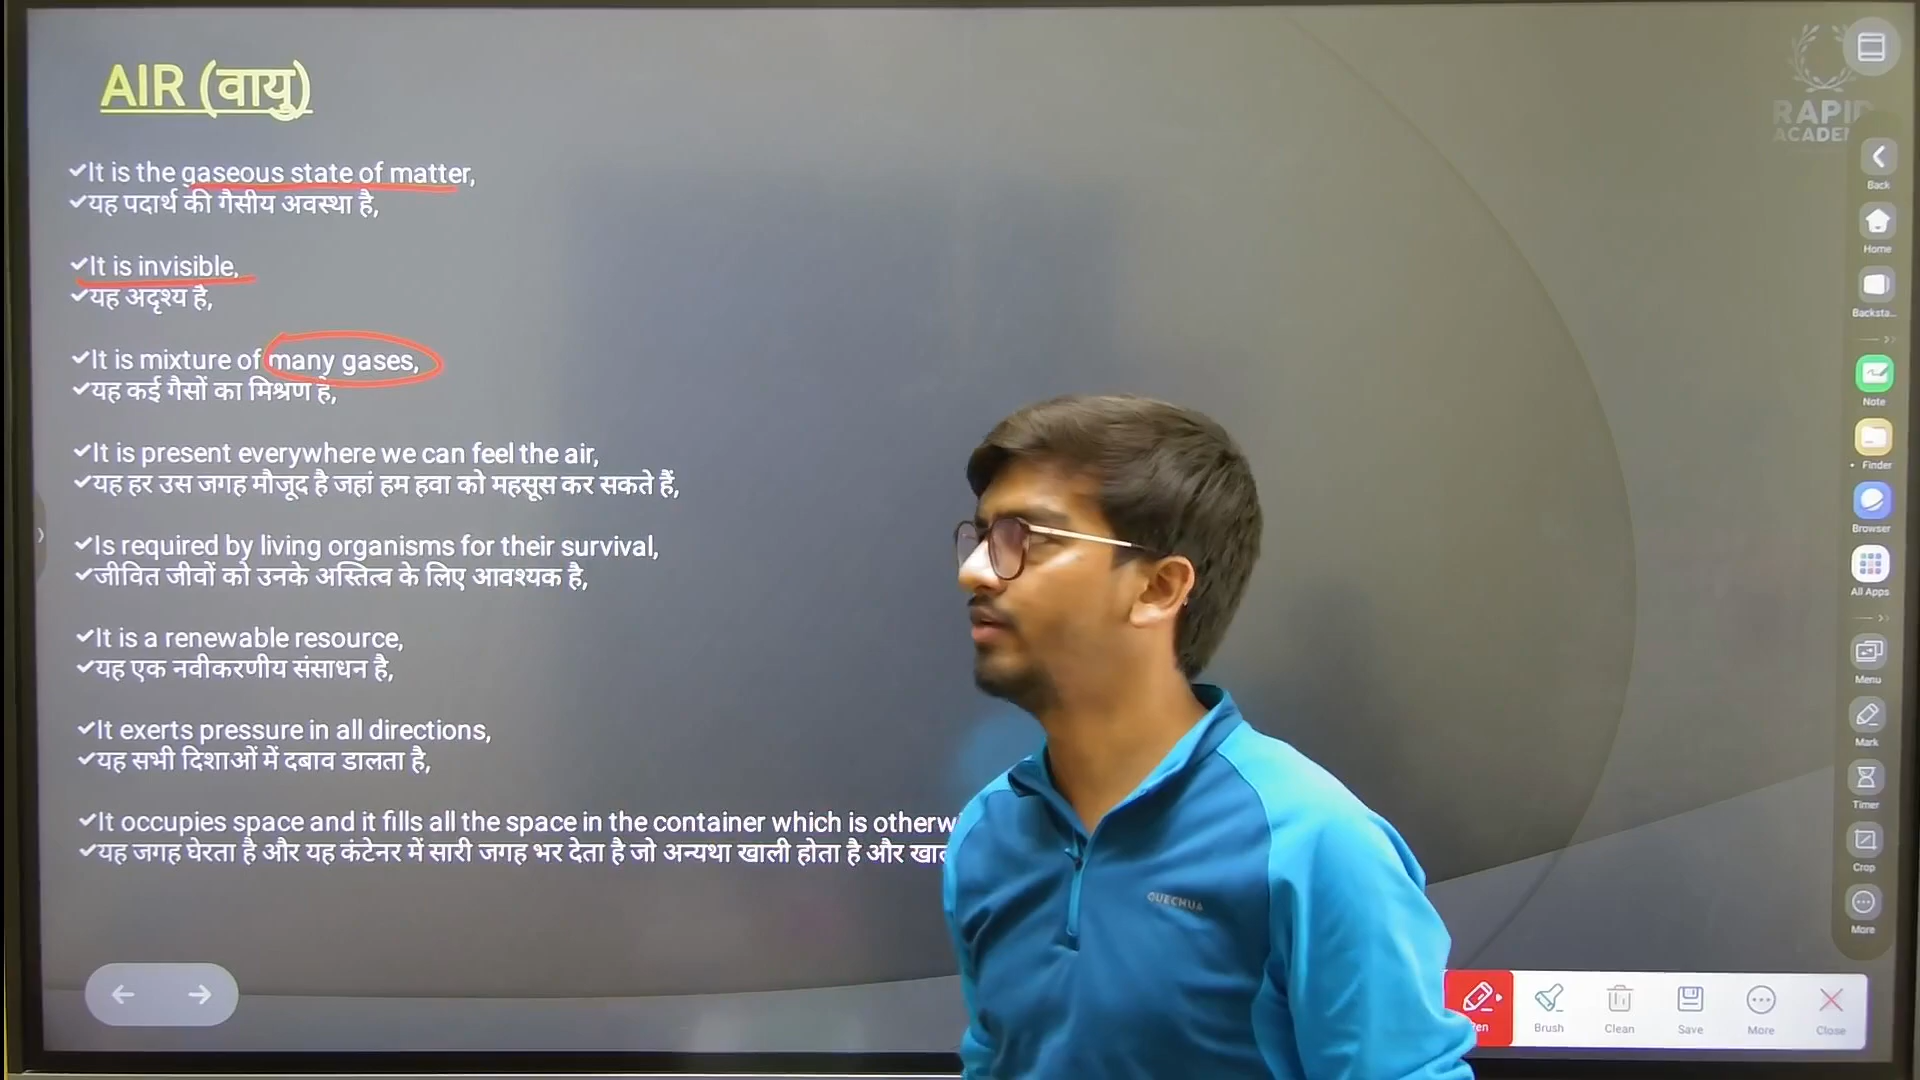 AIR (वायु)
RAPID
✓It is the gaseous state of matter,
✓यह पदार्थ की गैसीय अवस्था है,
✓It is invisible,
✓यह अदृश्य है,
✓It is mixture of many gases,
✓यह कई गैसों का मिश्रण है,
✓It is present everywhere we can feel the air,
✓यह हर उस जगह मौजूद है जहां हम हवा को महसूस कर सकते हैं,
✓Is required by living organisms for their survival,
✓जीवित जीवों को उनके अस्तित्व के लिए आवश्यक है,
✓It is a renewable resource,
✓यह एक नवीकरणीय संसाधन है,
✓It exerts pressure in all directions,
✓यह सभी दिशाओं में दबाव डालता है,
✓It occupies space and it fills all the space in the container which is
✓यह जगह घेरता है और यह कंटेनर में सारी जगह भर देता है जो अन्यथा खाली होता है और
QUECHUA
Back
Home
Backsta...
Note
Finder
Browser
All Apps
Menu
Mark
Timer
Crop
More
Brush
Clean
Save
More
Close